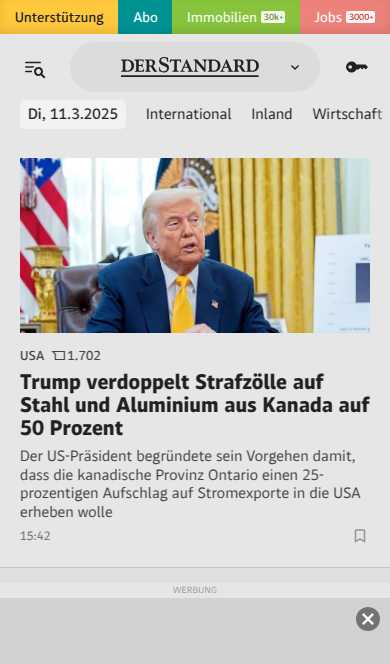 Unterstützung Abo Immobilien 30k+ Jobs 3000+
DERSTANDARD
Di, 11.3.2025 International Inland Wirtschaft
USA 1.702
Trump verdoppelt Strafzölle auf
Stahl und Aluminium aus Kanada auf
50 Prozent
Der US-Präsident begründete sein Vorgehen damit,
dass die kanadische Provinz Ontario einen 25-
prozentigen Aufschlag auf Stromexporte in die USA
erheben wolle
15:42
WERBUNG